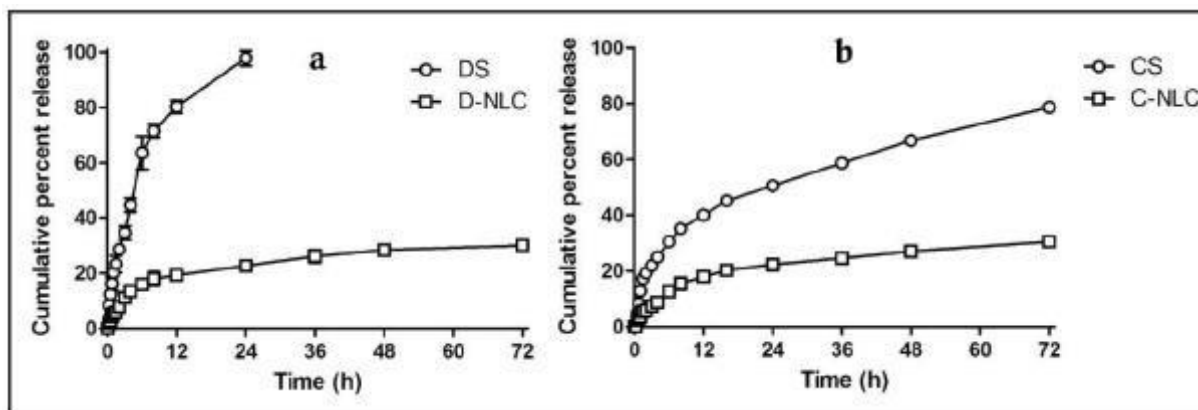 a
DS
D-NLC
Cumulative percent release
100
80
60
40
20
0
0 12 24 36 48 60 72
Time (h)
b
CS
C-NLC
Cumulative percent release
100
80
60
40
20
0
0 12 24 36 48 60 72
Time (h)